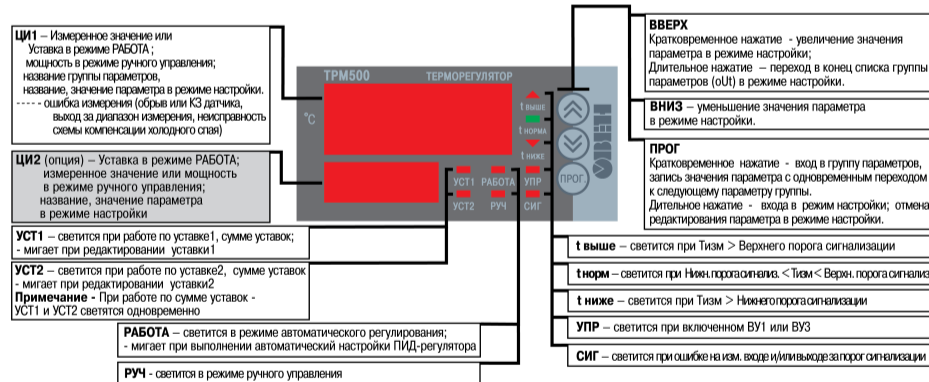 ЦИ1 – Измеренное значение или
Уставка в режиме РАБОТА ;
мощность в режиме ручного управления;
название группы параметров,
название, значение параметра в режиме настройки.
- - - - - ошибка измерения (обрыв или КЗ датчика,
выход за диапазон измерения, неисправность
схемы компенсации холодного спая)
ЦИ2 (опция) – Уставка в режиме РАБОТА;
измеренное значение или мощность
в режиме ручного управления;
название, значение параметра
в режиме настройки
УСТ1 – светится при работе по уставке1, сумме уставок;
- мигает при редактировании уставки1
УСТ2 – светится при работе по уставке2, сумме уставок
- мигает при редактировании уставки2
Примечание - При работе по сумме уставок -
УСТ1 и УСТ2 светятся одновременно
РАБОТА – светится в режиме автоматического регулирования;
- мигает при выполнении автоматический настройки ПИД-регулятора
РУЧ - светится в режиме ручного управления
ТРМ500 ТЕРМОРЕГУЛЯТОР
°C
t выше
t норма
t ниже
УСТ1 РАБОТА УПР
УСТ2 РУЧ СИГ
ПРОГ.
ОВЕН
ВВЕРХ
Кратковременное нажатие - увеличение значения
параметра в режиме настройки;
Длительное нажатие – переход в конец списка группы
параметров (oUt) в режиме настройки.
ВНИЗ – уменьшение значения параметра
в режиме настройки.
ПРОГ
Кратковременное нажатие - вход в группу параметров,
запись значения параметра с одновременным переходом
к следующему параметру группы.
Дительное нажатие - входа в режим настройки; отмена
редактирования параметра в режиме настройки.
t выше – светится при Тизм > Верхнего порога сигнализации
t норм – светится при Нижн. порога сигнализ. < Тизм < Верхн. порога сигнализ
t ниже – светится при Тизм > Нижнего порога сигнализации
УПР – светится при включенном ВУ1 или ВУ3
СИГ – светится при ошибке на изм. входе и/или выходе за порог сигнализации